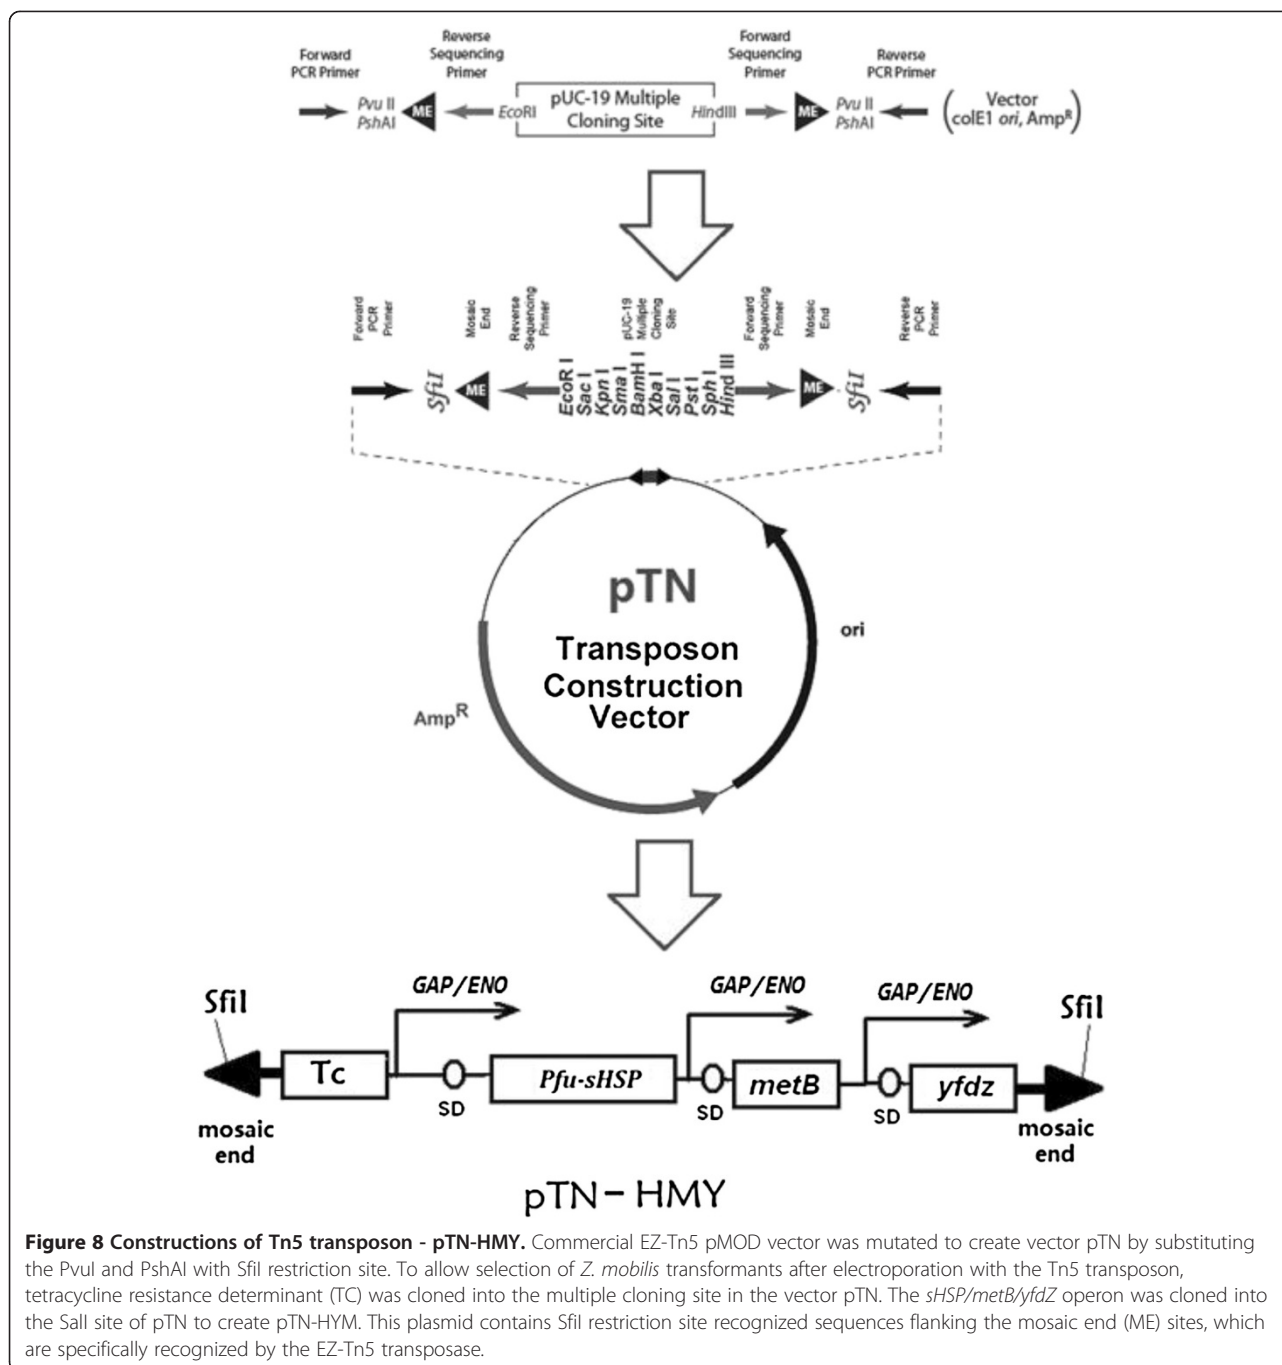 Forward
PCR Primer
Reverse
Sequencing
Primer
Forward
Sequencing
Primer
Reverse
PCR Primer
Pvu II
PshAI
ME
EcoRI
pUC-19 Multiple
Cloning Site
HindIII
ME
Pvu II
PshAI
(Vector
colE1 ori, AmpR)
Forward
PCR
Primer
Mosaic
End
Reverse
Sequencing
Primer
pUC-19
Multiple
Cloning
Site
Forward
Sequencing
Primer
Mosaic
End
Reverse
PCR
Primer
SfiI
ME
EcoR I
Sac I
Kpn I
Sma I
BamH I
Xba I
Sal I
Pst I
Sph I
Hind III
ME
SfiI
pTN
Transposon
Construction
Vector
AmpR
ori
SfiI
GAP/ENO
GAP/ENO
GAP/ENO
SfiI
Tc
SD
Pfu-sHSP
SD
metB
SD
yfdz
mosaic
end
mosaic
end
pTN-HMY
Figure 8 Constructions of Tn5 transposon - pTN-HMY. Commercial EZ-Tn5 pMOD vector was mutated to create vector pTN by substituting
the PvuI and PshAI with SfiI restriction site. To allow selection of Z. mobilis transformants after electroporation with the Tn5 transposon,
tetracycline resistance determinant (TC) was cloned into the multiple cloning site in the vector pTN. The sHSP/metB/yfdZ operon was cloned into
the SalI site of pTN to create pTN-HYM. This plasmid contains SfiI restriction site recognized sequences flanking the mosaic end (ME) sites, which
are specifically recognized by the EZ-Tn5 transposase.